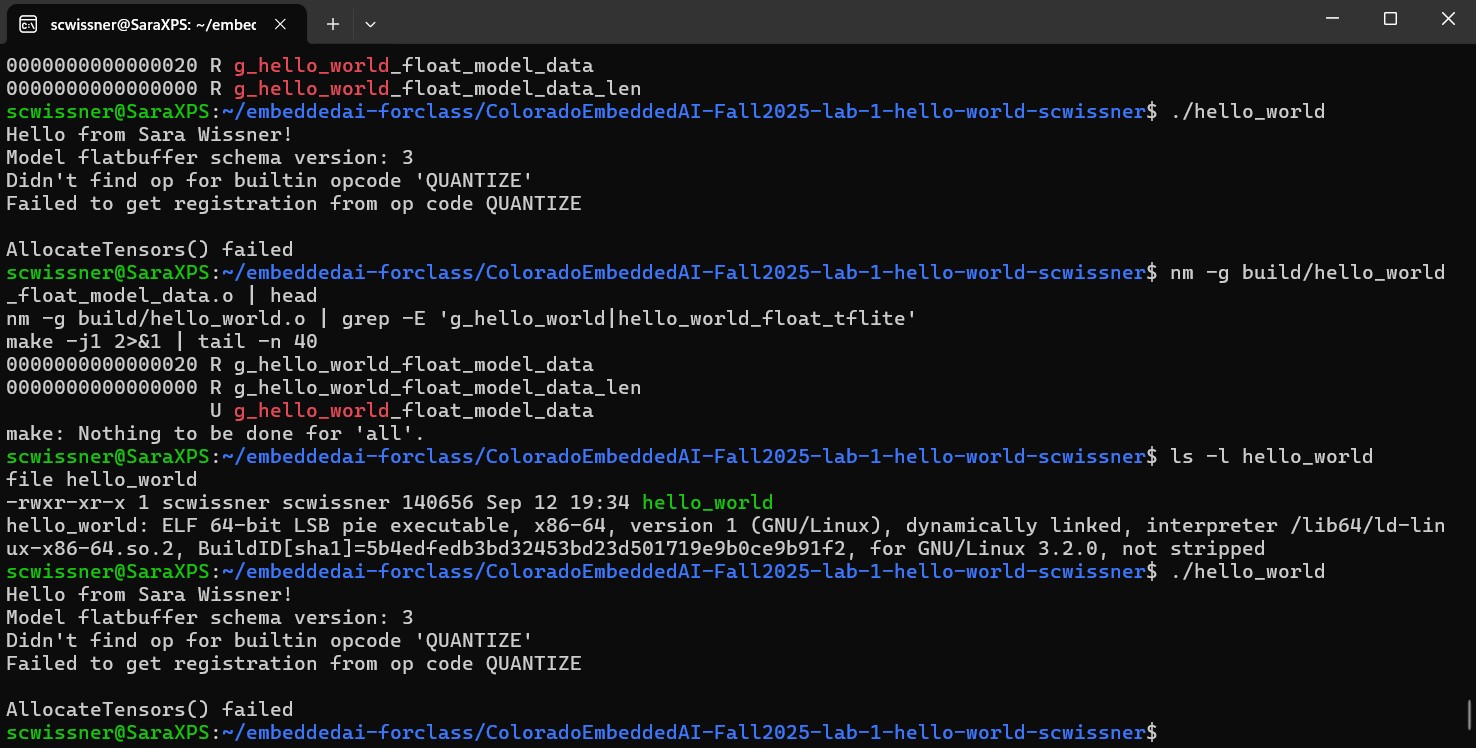 scwissner@SaraXPS: ~/embec
0000000000000020 R g_hello_world_float_model_data
0000000000000000 R g_hello_world_float_model_data_len
scwissner@SaraXPS:~/embeddedai-forclass/ColoradoEmbeddedAI-Fall2025-lab-1-hello-world-scwissner$ ./hello_world
Hello from Sara Wissner!
Model flatbuffer schema version: 3
Didn't find op for builtin opcode 'QUANTIZE'
Failed to get registration from op code QUANTIZE
AllocateTensors() failed
scwissner@SaraXPS:~/embeddedai-forclass/ColoradoEmbeddedAI-Fall2025-lab-1-hello-world-scwissner$ nm -g build/hello_world
_float_model_data.o | head
nm -g build/hello_world.o | grep -E 'g_hello_world|hello_world_float_tflite'
make -j1 2>&1 | tail -n 40
0000000000000020 R g_hello_world_float_model_data
0000000000000000 R g_hello_world_float_model_data_len
U g_hello_world_float_model_data
make: Nothing to be done for 'all'.
scwissner@SaraXPS:~/embeddedai-forclass/ColoradoEmbeddedAI-Fall2025-lab-1-hello-world-scwissner$ ls -l hello_world
file hello_world
-rwxr-xr-x 1 scwissner scwissner 140656 Sep 12 19:34 hello_world
hello_world: ELF 64-bit LSB pie executable, x86-64, version 1 (GNU/Linux), dynamically linked, interpreter /lib64/ld-lin
ux-x86-64.so.2, BuildID[sha1]=5b4edfedb3bd32453bd23d501719e9b0ce9b91f2, for GNU/Linux 3.2.0, not stripped
scwissner@SaraXPS:~/embeddedai-forclass/ColoradoEmbeddedAI-Fall2025-lab-1-hello-world-scwissner$ ./hello_world
Hello from Sara Wissner!
Model flatbuffer schema version: 3
Didn't find op for builtin opcode 'QUANTIZE'
Failed to get registration from op code QUANTIZE
AllocateTensors() failed
scwissner@SaraXPS:~/embeddedai-forclass/ColoradoEmbeddedAI-Fall2025-lab-1-hello-world-scwissner$